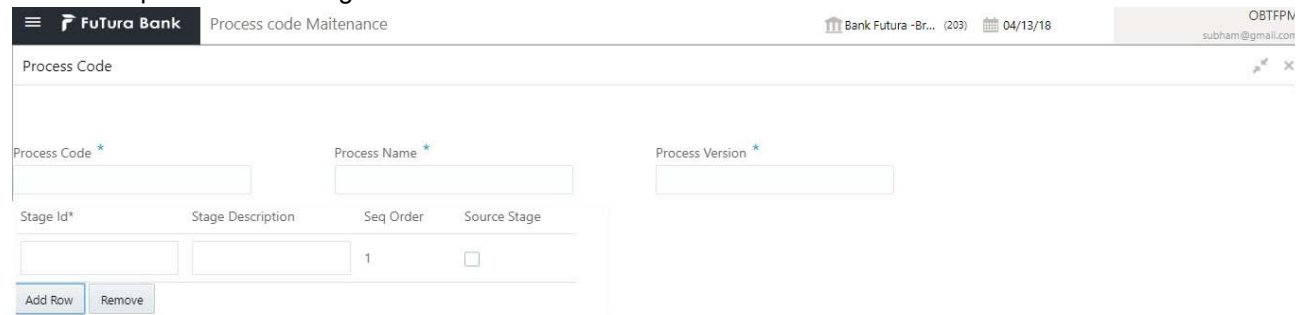 FuTura Bank Process code Maitenance Bank Futura -Br... (203) 04/13/18 OBTFPM
subham@gmail.com
Process Code
Process Code * Process Name * Process Version *
Stage Id* Stage Description Seq Order Source Stage
1
Add Row Remove